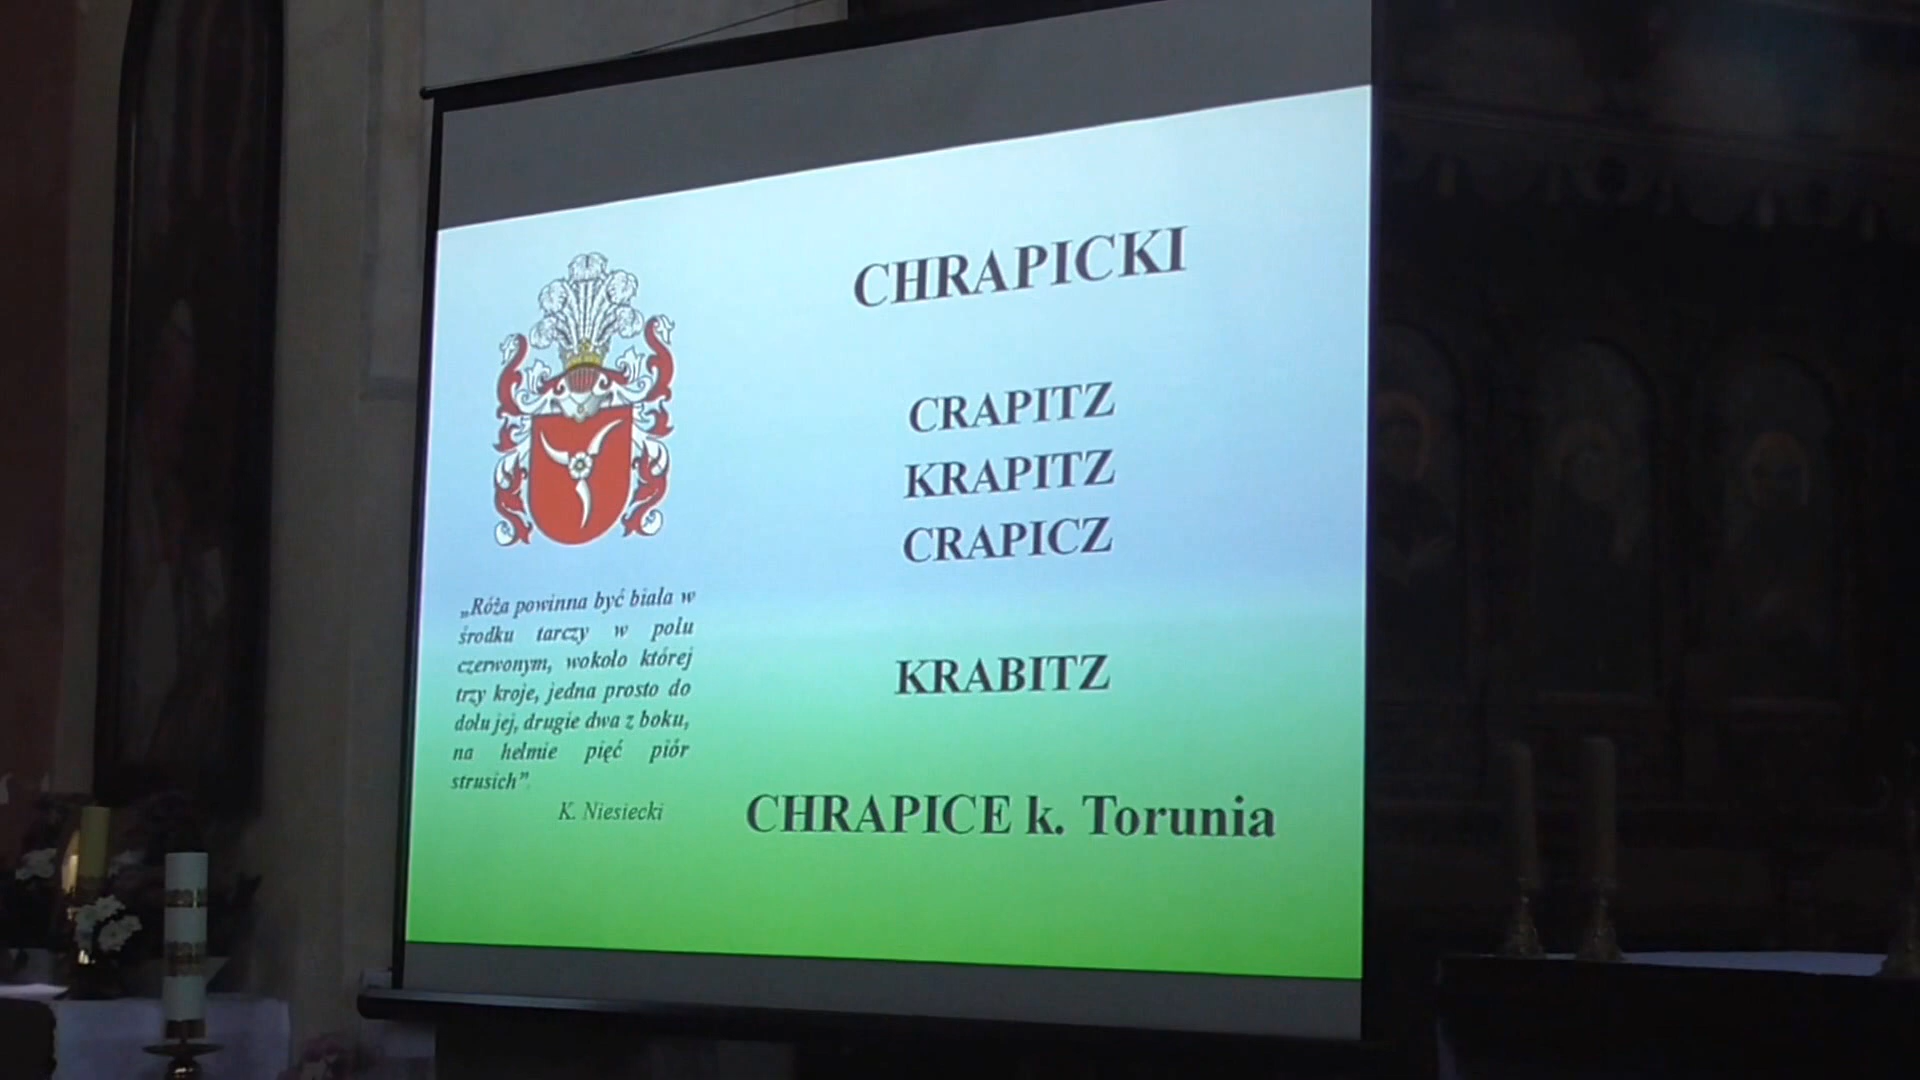 CHRAPICKI
CRAPITZ
KRAPITZ
CRAPICZ
KRABITZ
CHRAPICE k. Torunia
„Róża powinna być biała w
środku tarczy w polu
czerwonym, wokoło której
trzy kroje, jedna prosto do
dołu jej, drugie dwa z boku,
na hełmie pięć piór
strusich”.
K. Niesiecki